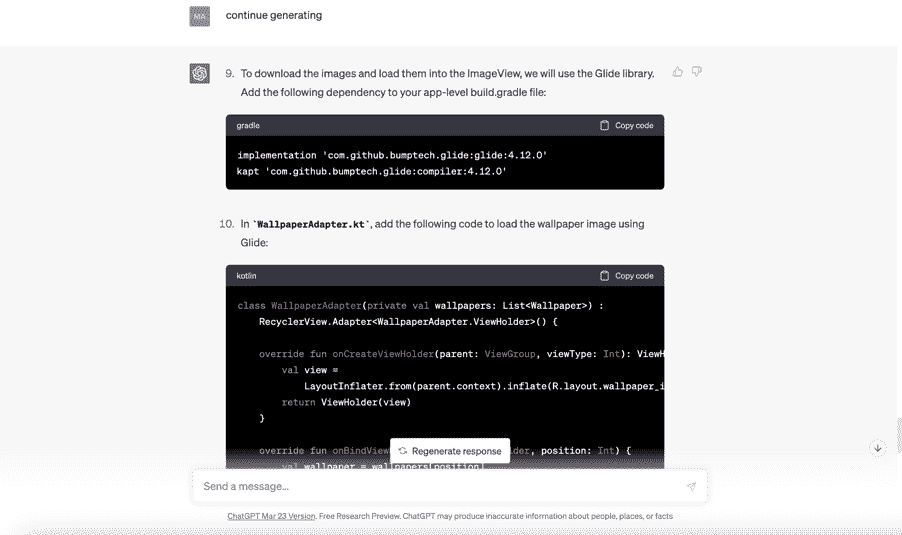 MA
continue generating
9. To download the images and load them into the ImageView, we will use the Glide library.
Add the following dependency to your app-level build.gradle file:
gradle
Copy code
implementation 'com.github.bumptech.glide:glide:4.12.0'
kapt 'com.github.bumptech.glide:compiler:4.12.0'
10. In `WallpaperAdapter.kt`, add the following code to load the wallpaper image using
Glide:
kotlin
Copy code
class WallpaperAdapter(private val wallpapers: List<Wallpaper>) :
RecyclerView.Adapter<WallpaperAdapter.ViewHolder>() {
override fun onCreateViewHolder(parent: ViewGroup, viewType: Int): ViewH
val view =
LayoutInflater.from(parent.context).inflate(R.layout.wallpaper_i
return ViewHolder(view)
}
override fun onBindView
lder, position: Int) {
val wallpaper = wallpapers[position]
Regenerate response
Send a message...
ChatGPT Mar 23 Version. Free Research Preview. ChatGPT may produce inaccurate information about people, places, or facts